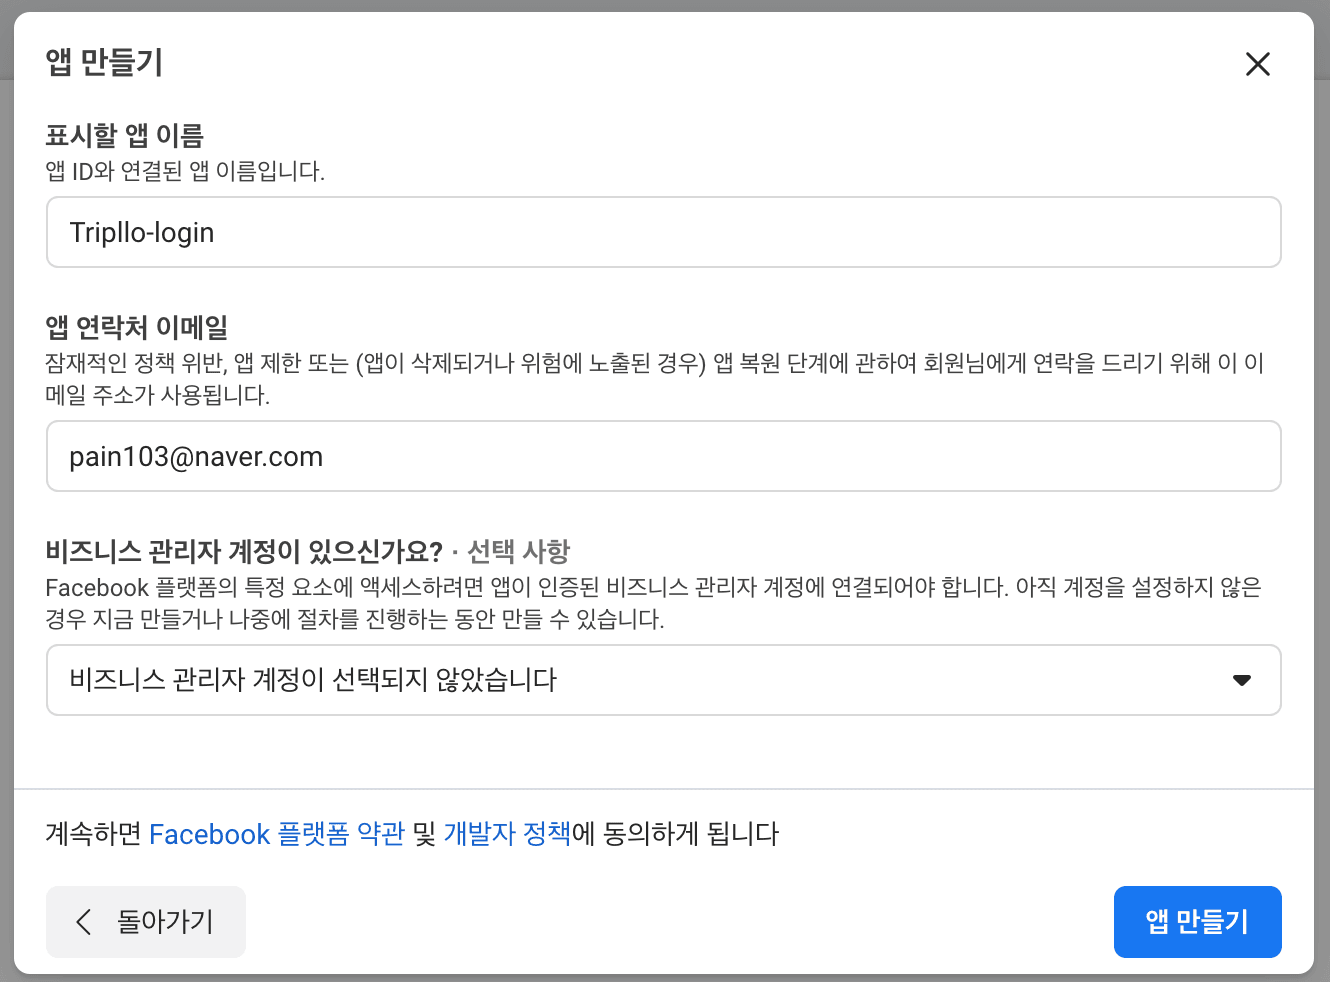 앱 만들기
표시할 앱 이름
앱 ID와 연결된 앱 이름입니다.
Tripllo-login
앱 연락처 이메일
잠재적인 정책 위반, 앱 제한 또는 (앱이 삭제되거나 위험에 노출된 경우) 앱 복원 단계에 관하여 회원님에게 연락을 드리기 위해 이 이
메일 주소가 사용됩니다.
pain103@naver.com
비즈니스 관리자 계정이 있으신가요? · 선택 사항
Facebook 플랫폼의 특정 요소에 액세스하려면 앱이 인증된 비즈니스 관리자 계정에 연결되어야 합니다. 아직 계정을 설정하지 않은
경우 지금 만들거나 나중에 절차를 진행하는 동안 만들 수 있습니다.
비즈니스 관리자 계정이 선택되지 않았습니다
계속하면 Facebook 플랫폼 약관 및 개발자 정책에 동의하게 됩니다
돌아가기
앱 만들기